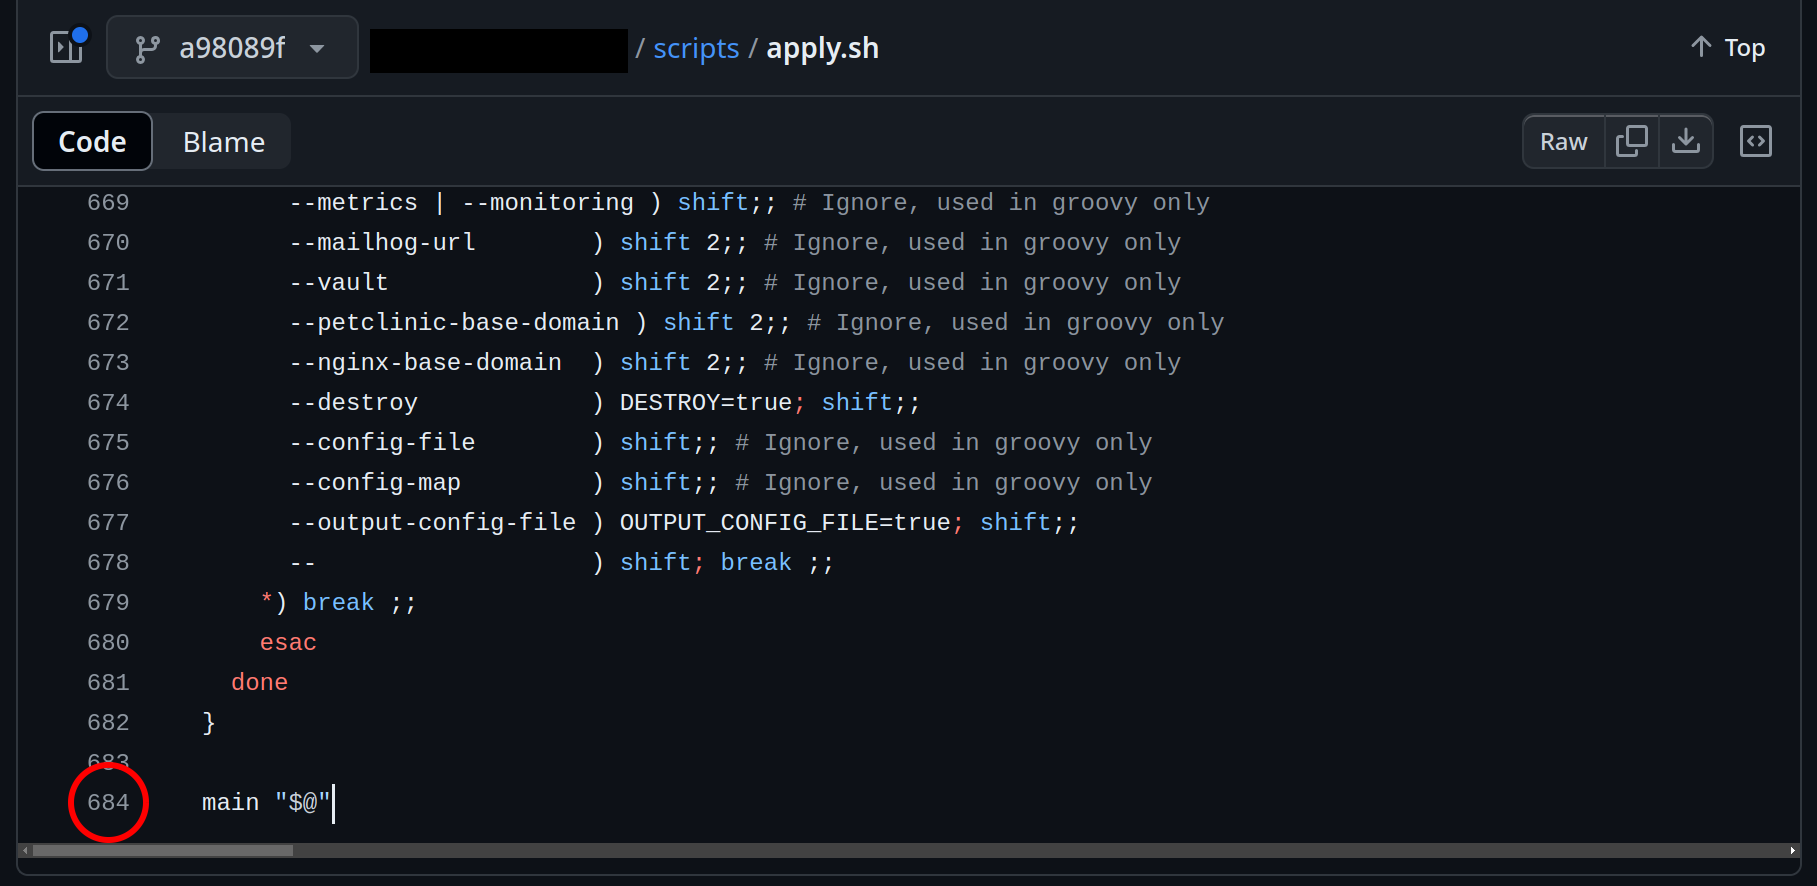 a98089f / scripts / apply.sh Top
Code Blame Raw
669 --metrics | --monitoring ) shift;; # Ignore, used in groovy only
670 --mailhog-url ) shift 2;; # Ignore, used in groovy only
671 --vault ) shift 2;; # Ignore, used in groovy only
672 --petclinic-base-domain ) shift 2;; # Ignore, used in groovy only
673 --nginx-base-domain ) shift 2;; # Ignore, used in groovy only
674 --destroy ) DESTROY=true; shift;;
675 --config-file ) shift;; # Ignore, used in groovy only
676 --config-map ) shift;; # Ignore, used in groovy only
677 --output-config-file ) OUTPUT_CONFIG_FILE=true; shift;;
678 -- ) shift; break ;;
679 *) break ;;
680 esac
681 done
682 }
683
684 main "$@"